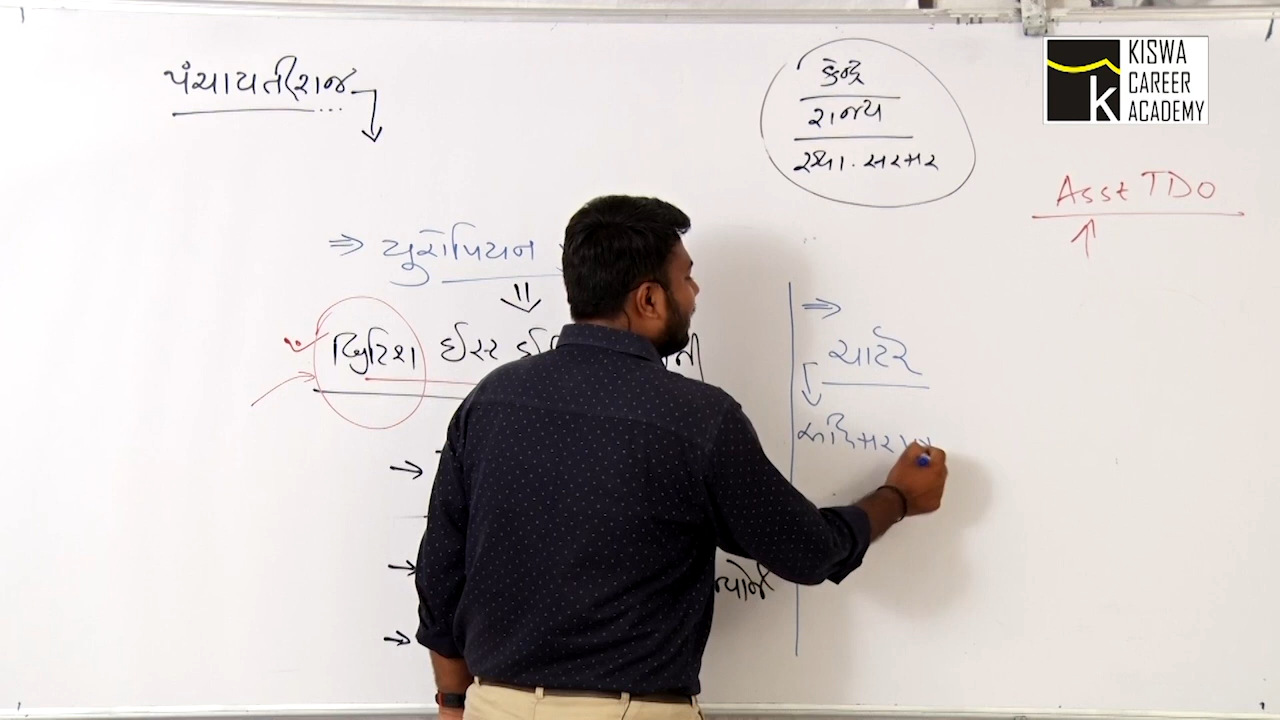 પંચાયતીરાજ
કેન્દ્ર
રાજ્ય
સ્થા. સરકાર
KISWA
CAREER
ACADEMY
k
Asst TDO
⇒ યુરોપિયન
બ્રિટિશ ઈસ્ટ
⇒
ચાર્ટર
→
→
→